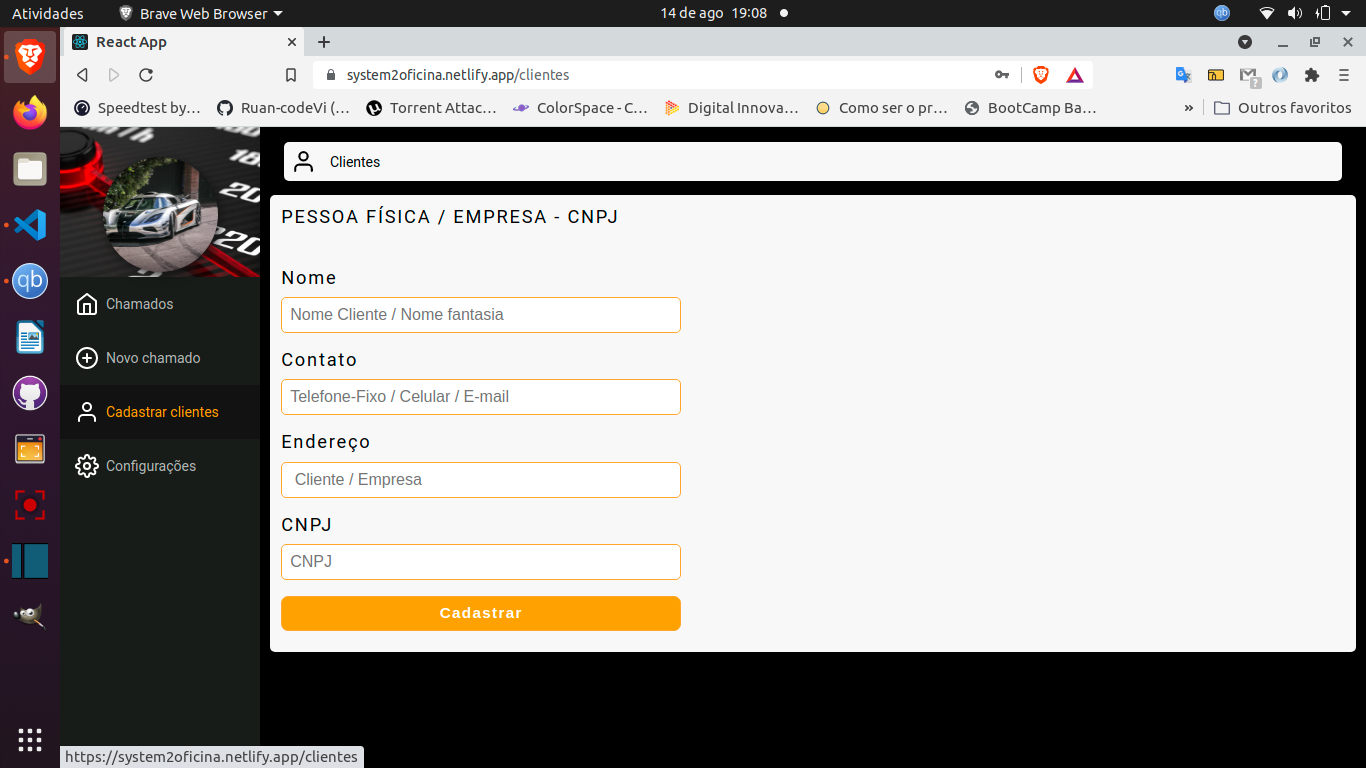 Atividades Brave Web Browser 14 de ago 19:08
React App
system2oficina.netlify.app/clientes
Speedtest by… Ruan-codeVi (… Torrent Attac… ColorSpace - C… Digital Innova… Como ser o pr… BootCamp Ba… » Outros favoritos
Clientes
PESSOA FÍSICA / EMPRESA - CNPJ
Nome
Nome Cliente / Nome fantasia
Contato
Telefone-Fixo / Celular / E-mail
Endereço
Cliente / Empresa
CNPJ
CNPJ
Cadastrar
Chamados
Novo chamado
Cadastrar clientes
Configurações
https://system2oficina.netlify.app/clientes
qb
220